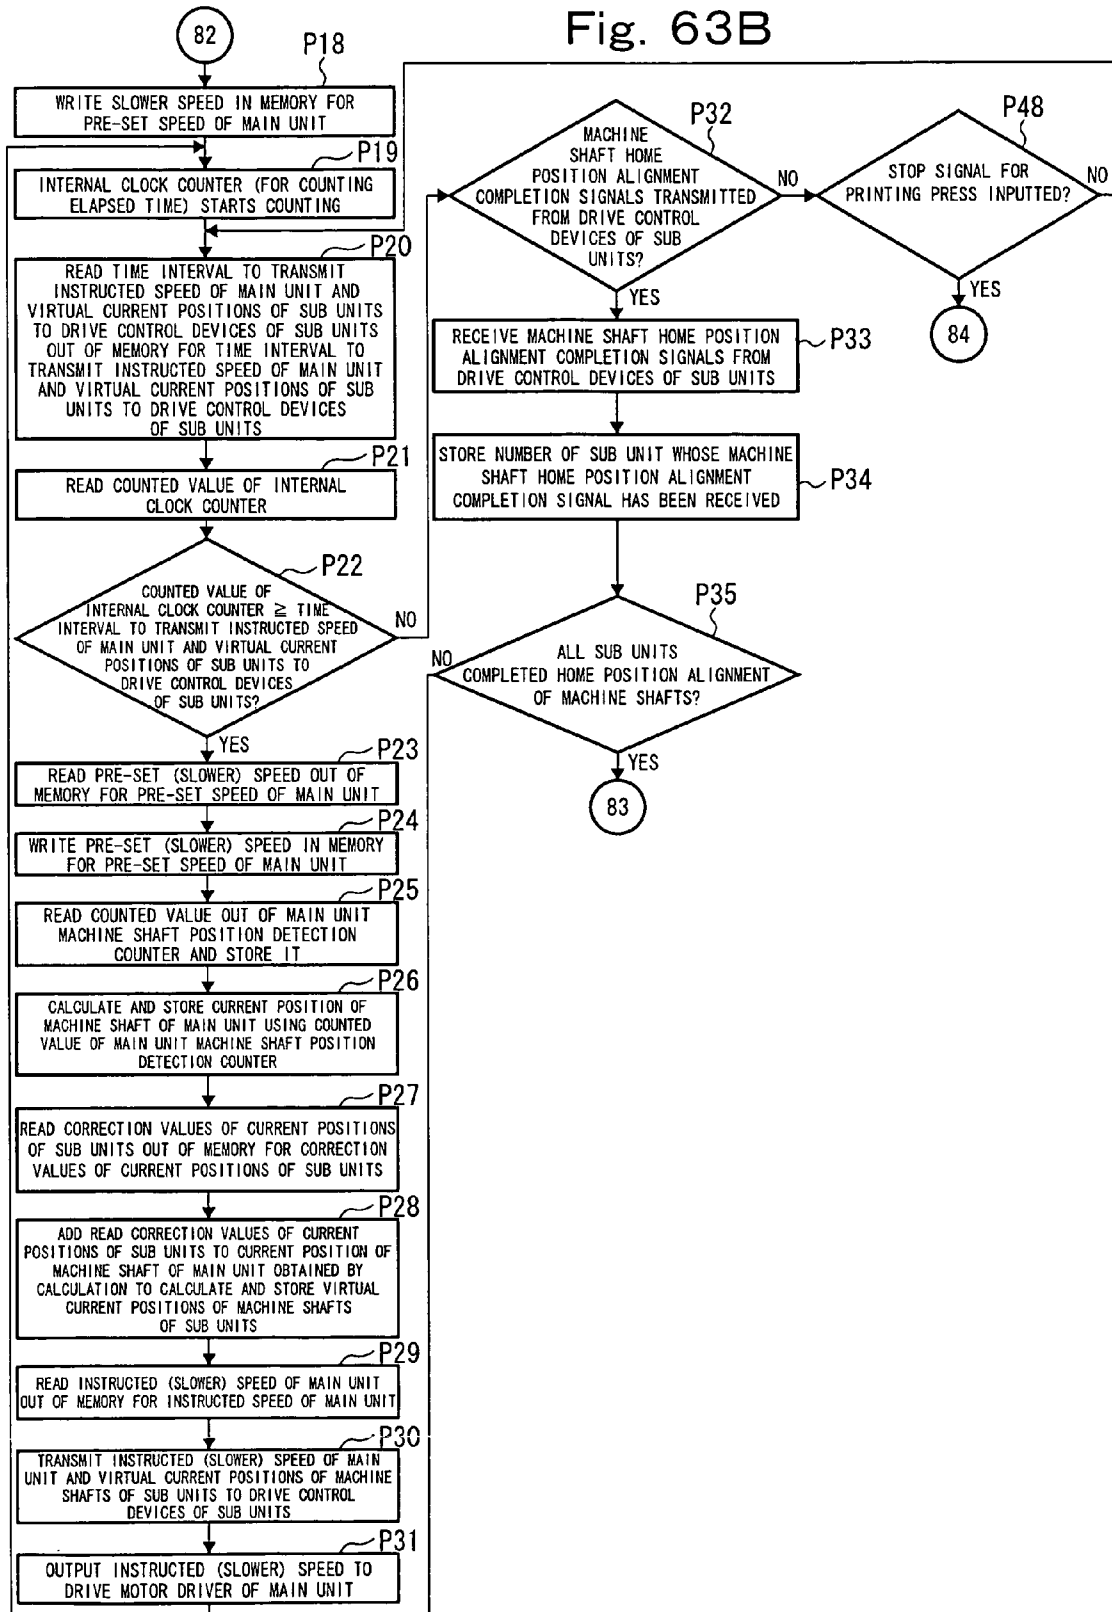 Fig. 63B
82
P18
WRITE SLOWER SPEED IN MEMORY FOR
PRE-SET SPEED OF MAIN UNIT
P19
INTERNAL CLOCK COUNTER (FOR COUNTING
ELAPSED TIME) STARTS COUNTING
P20
READ TIME INTERVAL TO TRANSMIT
INSTRUCTED SPEED OF MAIN UNIT AND
VIRTUAL CURRENT POSITIONS OF SUB UNITS
TO DRIVE CONTROL DEVICES OF SUB UNITS
OUT OF MEMORY FOR TIME INTERVAL TO
TRANSMIT INSTRUCTED SPEED OF MAIN UNIT
AND VIRTUAL CURRENT POSITIONS OF SUB
UNITS TO DRIVE CONTROL DEVICES
OF SUB UNITS
P21
READ COUNTED VALUE OF INTERNAL
CLOCK COUNTER
P22
COUNTED VALUE OF
INTERNAL CLOCK COUNTER ≧ TIME
INTERVAL TO TRANSMIT INSTRUCTED SPEED
OF MAIN UNIT AND VIRTUAL CURRENT
POSITIONS OF SUB UNITS TO
DRIVE CONTROL DEVICES
OF SUB UNITS?
NO
YES
P23
READ PRE-SET (SLOWER) SPEED OUT OF
MEMORY FOR PRE-SET SPEED OF MAIN UNIT
P24
WRITE PRE-SET (SLOWER) SPEED IN MEMORY
FOR PRE-SET SPEED OF MAIN UNIT
P25
READ COUNTED VALUE OUT OF MAIN UNIT
MACHINE SHAFT POSITION DETECTION
COUNTER AND STORE IT
P26
CALCULATE AND STORE CURRENT POSITION OF
MACHINE SHAFT OF MAIN UNIT USING COUNTED
VALUE OF MAIN UNIT MACHINE SHAFT POSITION
DETECTION COUNTER
P27
READ CORRECTION VALUES OF CURRENT POSITIONS
OF SUB UNITS OUT OF MEMORY FOR CORRECTION
VALUES OF CURRENT POSITIONS OF SUB UNITS
P28
ADD READ CORRECTION VALUES OF CURRENT
POSITIONS OF SUB UNITS TO CURRENT POSITION OF
MACHINE SHAFT OF MAIN UNIT OBTAINED BY
CALCULATION TO CALCULATE AND STORE VIRTUAL
CURRENT POSITIONS OF MACHINE SHAFTS
OF SUB UNITS
P29
READ INSTRUCTED (SLOWER) SPEED OF MAIN UNIT
OUT OF MEMORY FOR INSTRUCTED SPEED OF MAIN UNIT
P30
TRANSMIT INSTRUCTED (SLOWER) SPEED OF MAIN
UNIT AND VIRTUAL CURRENT POSITIONS OF MACHINE
SHAFTS OF SUB UNITS TO DRIVE CONTROL
DEVICES OF SUB UNITS
P31
OUTPUT INSTRUCTED (SLOWER) SPEED TO
DRIVE MOTOR DRIVER OF MAIN UNIT
P32
MACHINE
SHAFT HOME
POSITION ALIGNMENT
COMPLETION SIGNALS TRANSMITTED
FROM DRIVE CONTROL
DEVICES OF SUB
UNITS?
NO
YES
P33
RECEIVE MACHINE SHAFT HOME POSITION
ALIGNMENT COMPLETION SIGNALS FROM
DRIVE CONTROL DEVICES OF SUB UNITS
P34
STORE NUMBER OF SUB UNIT WHOSE MACHINE
SHAFT HOME POSITION ALIGNMENT
COMPLETION SIGNAL HAS BEEN RECEIVED
P35
ALL SUB UNITS
COMPLETED HOME POSITION ALIGNMENT
OF MACHINE SHAFTS?
NO
YES
83
P48
STOP SIGNAL FOR
PRINTING PRESS INPUTTED?
NO
YES
84